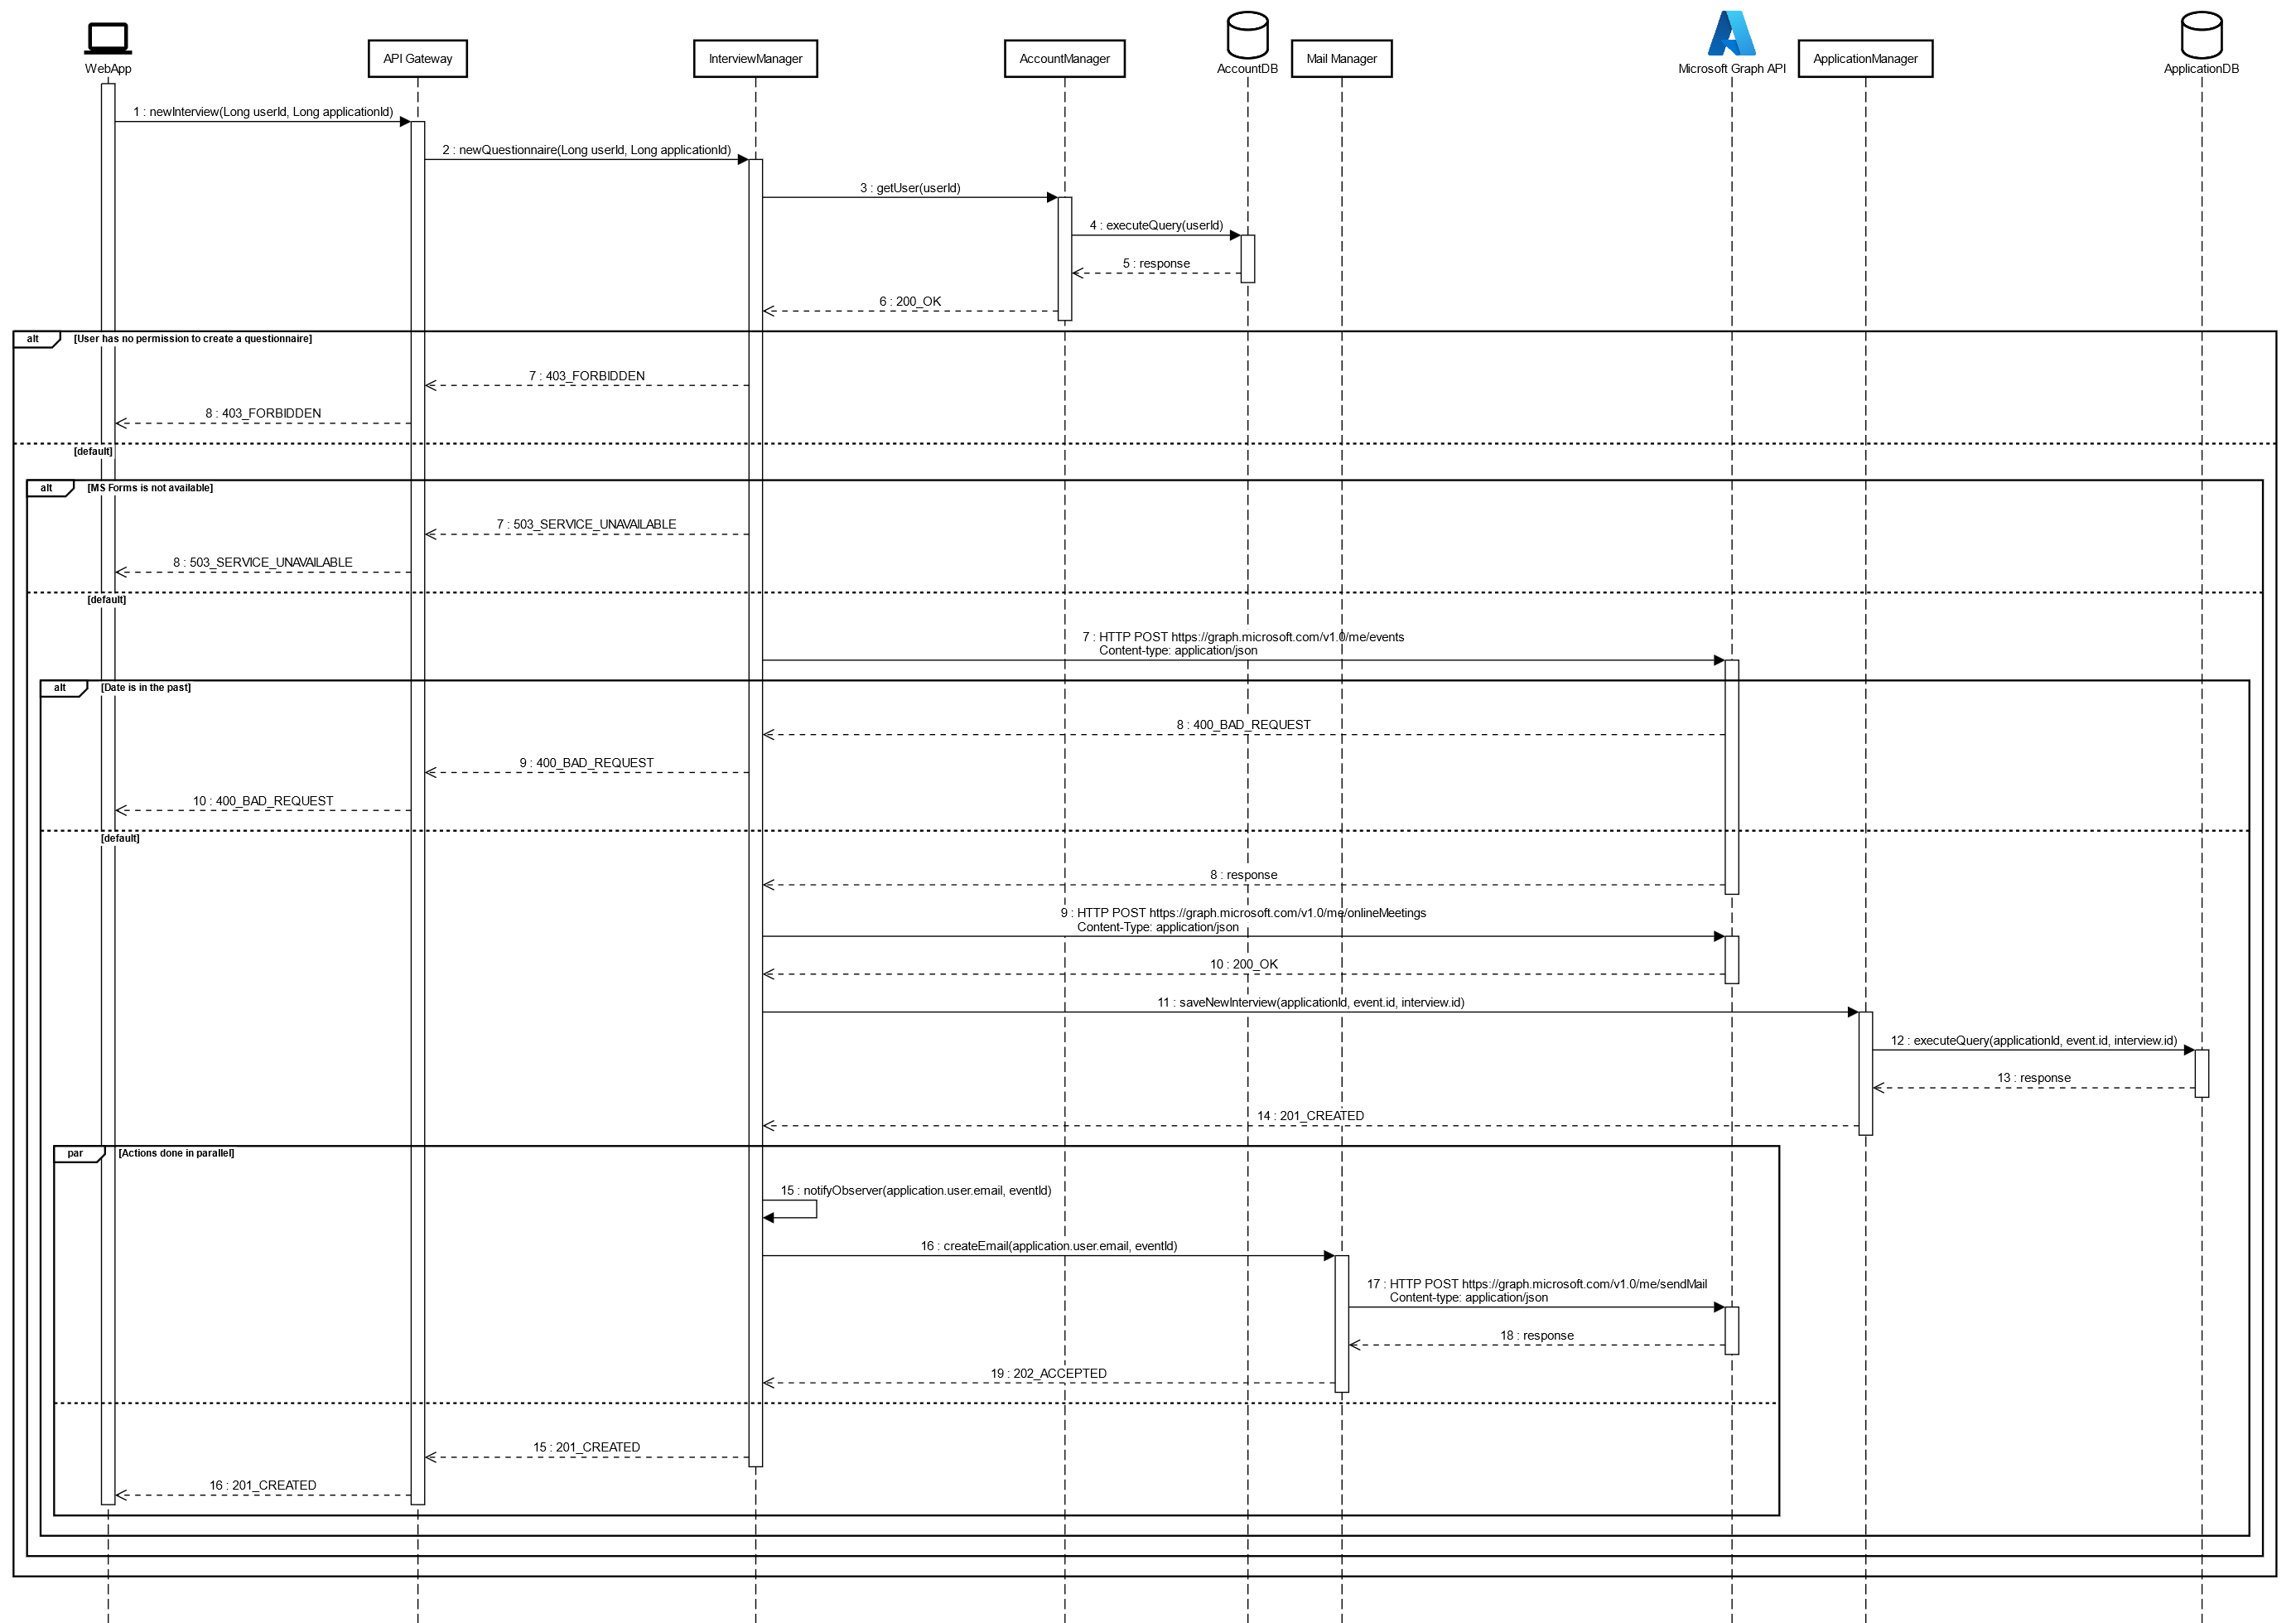 WebApp
API Gateway
InterviewManager
AccountManager
AccountDB
Mail Manager
Microsoft Graph API
ApplicationManager
ApplicationDB
1 : newInterview(Long userId, Long applicationId)
2 : newQuestionnaire(Long userId, Long applicationId)
3 : getUser(userId)
4 : executeQuery(userId)
5 : response
6 : 200_OK
alt
[User has no permission to create a questionnaire]
7 : 403_FORBIDDEN
8 : 403_FORBIDDEN
[default]
alt
[MS Forms is not available]
7 : 503_SERVICE_UNAVAILABLE
8 : 503_SERVICE_UNAVAILABLE
[default]
7 : HTTP POST https://graph.microsoft.com/v1.0/me/events
Content-type: application/json
alt
[Date is in the past]
8 : 400_BAD_REQUEST
9 : 400_BAD_REQUEST
10 : 400_BAD_REQUEST
[default]
8 : response
9 : HTTP POST https://graph.microsoft.com/v1.0/me/onlineMeetings
Content-Type: application/json
10 : 200_OK
11 : saveNewInterview(applicationId, event.id, interview.id)
12 : executeQuery(applicationId, event.id, interview.id)
13 : response
14 : 201_CREATED
par
[Actions done in parallel]
15 : notifyObserver(application.user.email, eventId)
16 : createEmail(application.user.email, eventId)
17 : HTTP POST https://graph.microsoft.com/v1.0/me/sendMail
Content-type: application/json
18 : response
19 : 202_ACCEPTED
15 : 201_CREATED
16 : 201_CREATED